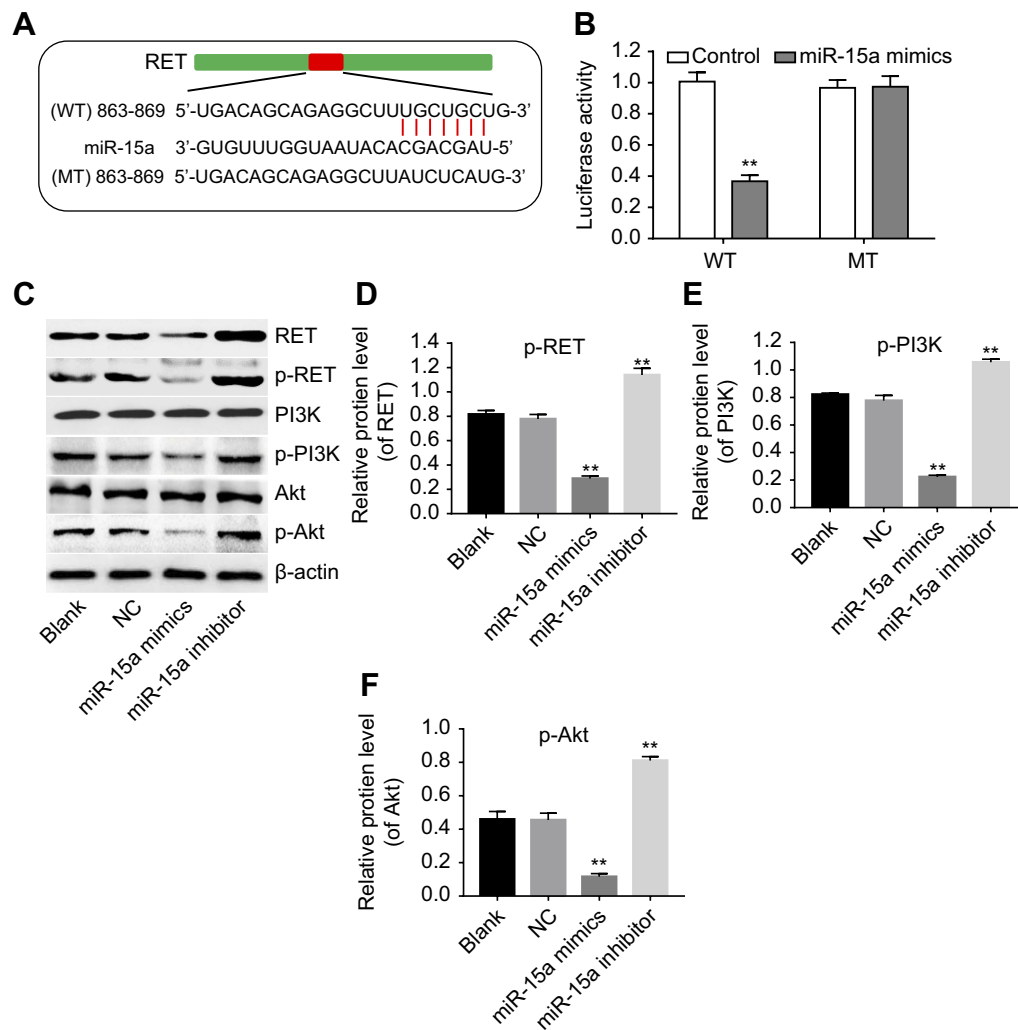 A
RET
(WT) 863-869 5’-UGACAGCAGAGGCUUUGCUGCUG-3’
miR-15a 3’-GUGUUUGGUAAUACACGACGAU-5’
(MT) 863-869 5’-UGACAGCAGAGGCUUAUCUCAUG-3’
B
Control miR-15a mimics
Luciferase activity
1.2
1.0
0.8
0.6
0.4
0.2
0.0
**
WT MT
C
RET
p-RET
PI3K
p-PI3K
Akt
p-Akt
β-actin
Blank
NC
miR-15a mimics
miR-15a inhibitor
D
p-RET
Relative protien level
(of RET)
1.4
1.2
1.0
0.8
0.6
0.4
0.2
0.0
**
**
Blank
NC
miR-15a mimics
miR-15a inhibitor
E
p-PI3K
Relative protien level
(of PI3K)
1.2
1.0
0.8
0.6
0.4
0.2
0.0
**
**
Blank
NC
miR-15a mimics
miR-15a inhibitor
F
p-Akt
Relative protien level
(of Akt)
1.0
0.8
0.6
0.4
0.2
0.0
**
**
Blank
NC
miR-15a mimics
miR-15a inhibitor